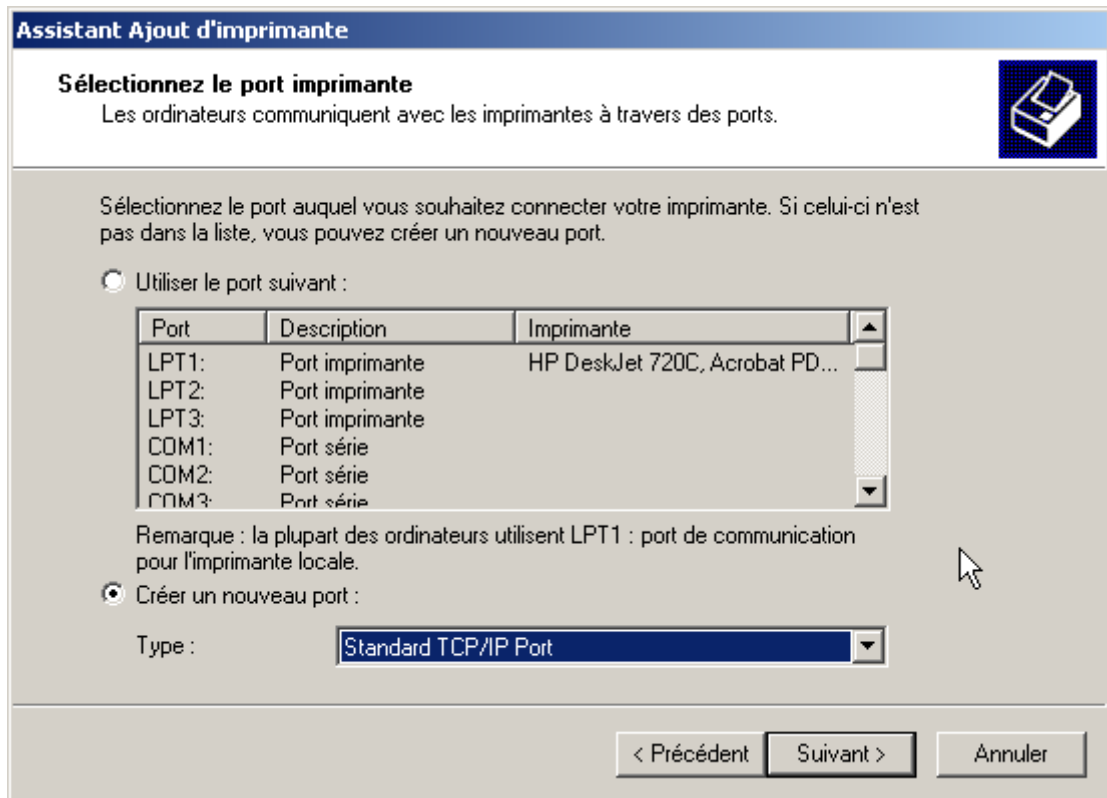 Assistant Ajout d'imprimante
Sélectionnez le port imprimante
Les ordinateurs communiquent avec les imprimantes à travers des ports.
Sélectionnez le port auquel vous souhaitez connecter votre imprimante. Si celui-ci n'est
pas dans la liste, vous pouvez créer un nouveau port.
Utiliser le port suivant :
Port Description Imprimante
LPT1: Port imprimante HP DeskJet 720C, Acrobat PD...
LPT2: Port imprimante
LPT3: Port imprimante
COM1: Port série
COM2: Port série
COM3: Port série
Remarque : la plupart des ordinateurs utilisent LPT1 : port de communication
pour l'imprimante locale.
Créer un nouveau port :
Type : Standard TCP/IP Port
< Précédent Suivant > Annuler